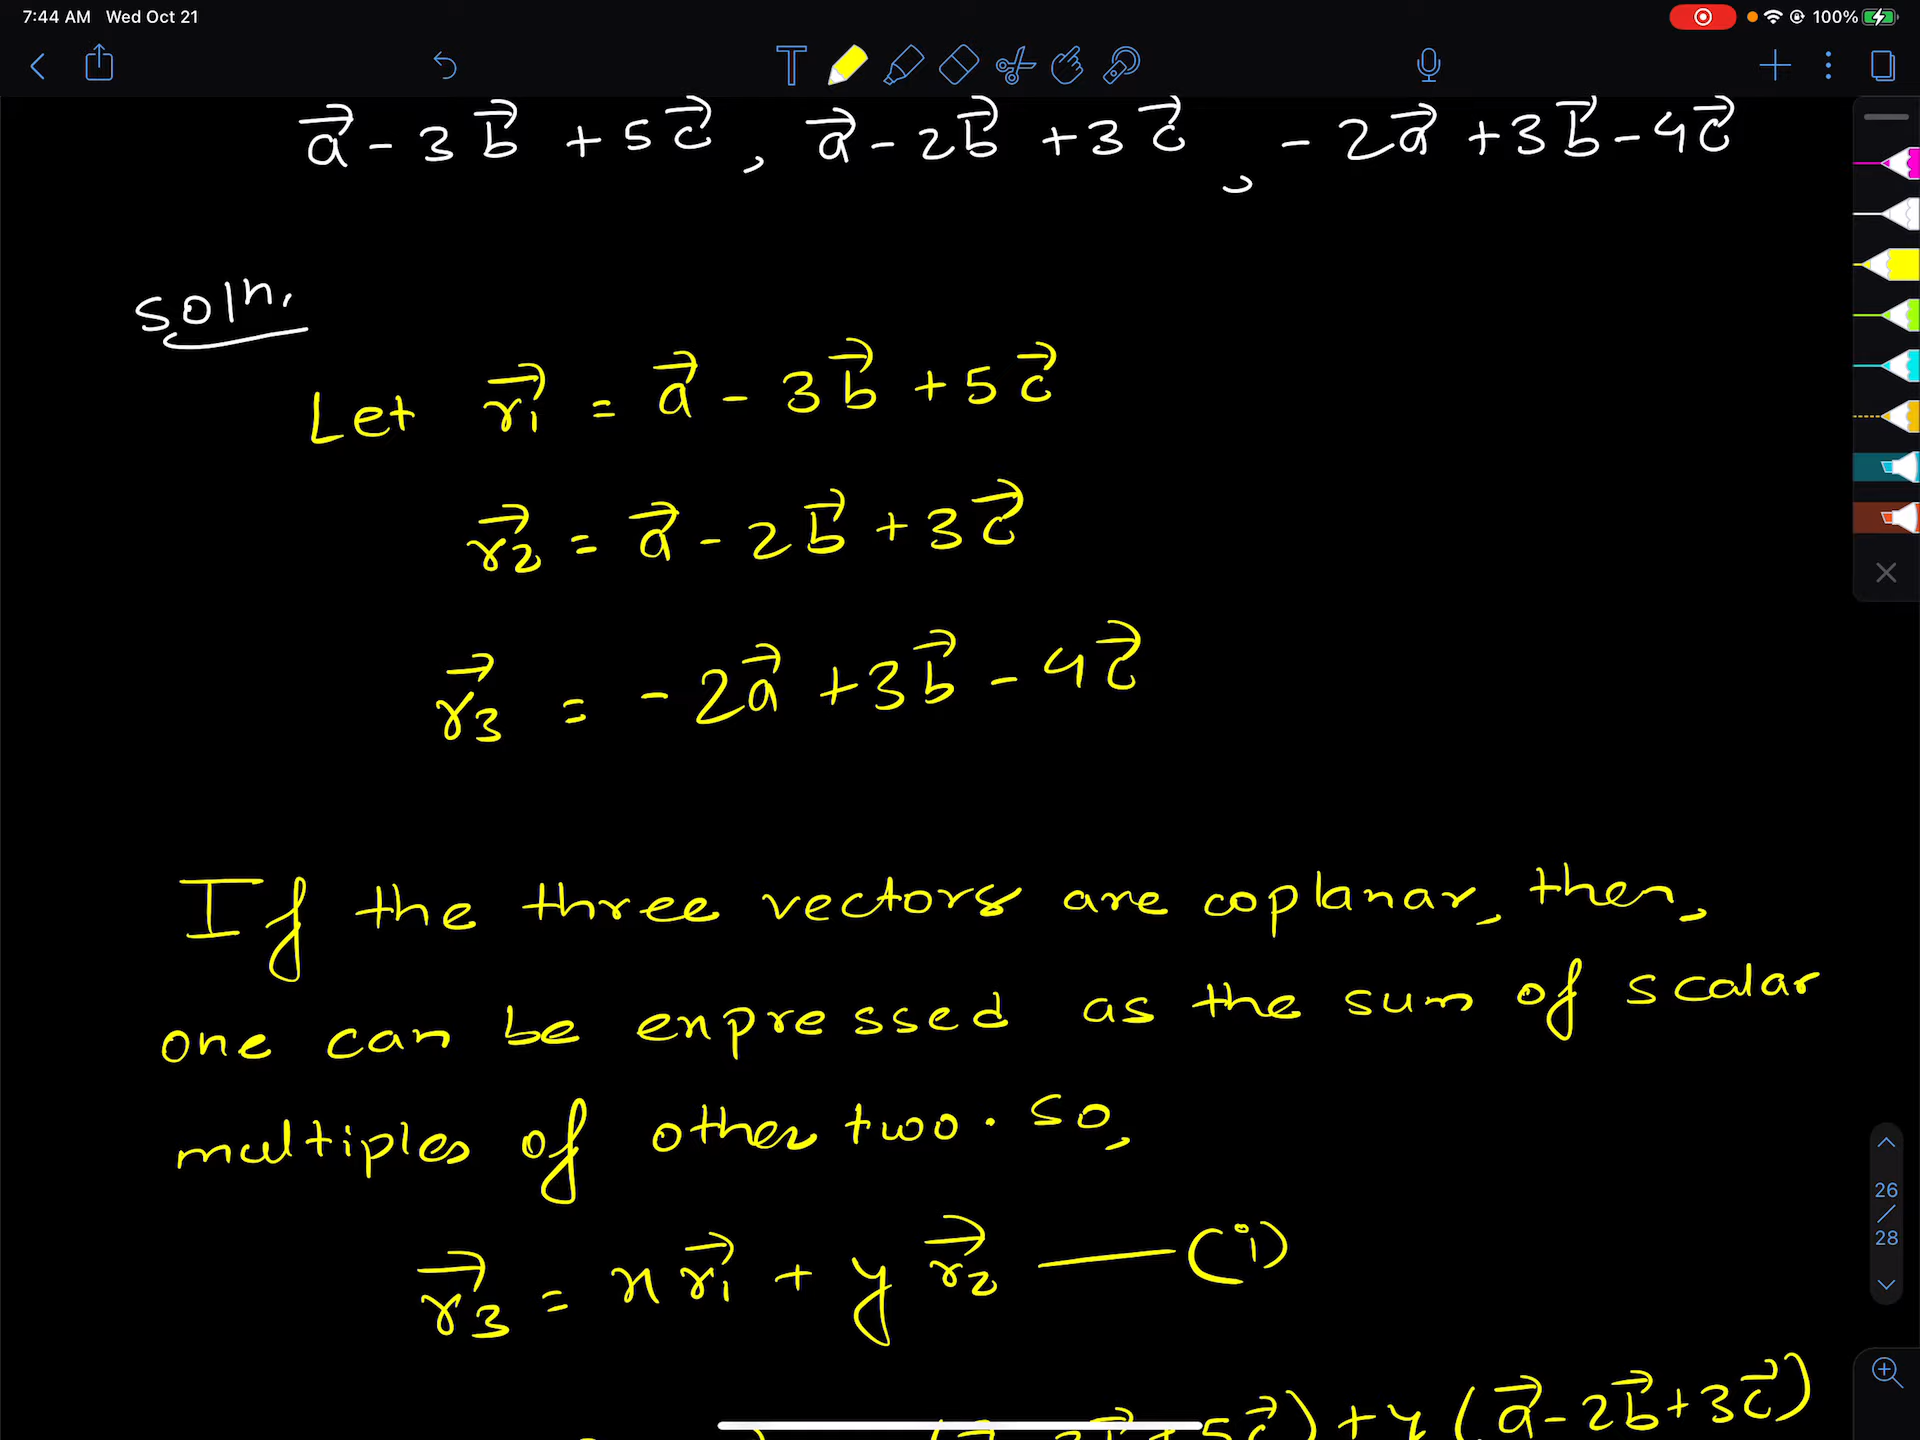 7:44 AM Wed Oct 21
100%
a⃗ - 3b⃗ + 5c⃗, a⃗ - 2b⃗ + 3c⃗, - 2a⃗ + 3b⃗ - 4c⃗
Soln.
Let r⃗1 = a⃗ - 3b⃗ + 5c⃗
r⃗2 = a⃗ - 2b⃗ + 3c⃗
r⃗3 = - 2a⃗ + 3b⃗ - 4c⃗
If the three vectors are coplanar, then,
one can be expressed as the sum of scalar
multiples of other two. So,
r⃗3 = x r⃗1 + y r⃗2 — (i)
5c⃗) + y (a⃗ - 2b⃗ + 3c⃗)
26
/
28